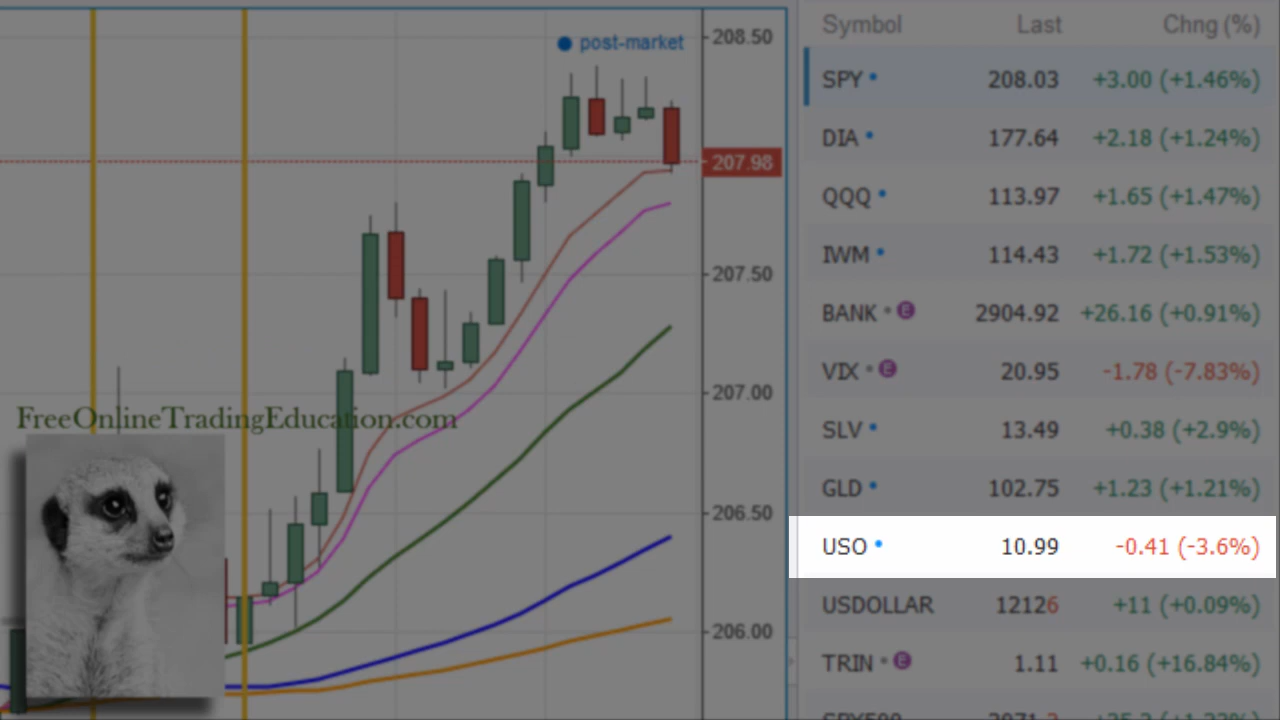 post-market
208.50
207.98
207.50
207.00
206.50
206.00
FreeOnlineTradingEducation.com
Symbol Last Chng (%)
SPY 208.03 +3.00 (+1.46%)
DIA 177.64 +2.18 (+1.24%)
QQQ 113.97 +1.65 (+1.47%)
IWM 114.43 +1.72 (+1.53%)
BANK E 2904.92 +26.16 (+0.91%)
VIX E 20.95 -1.78 (-7.83%)
SLV 13.49 +0.38 (+2.9%)
GLD 102.75 +1.23 (+1.21%)
USO 10.99 -0.41 (-3.6%)
USDOLLAR 12126 +11 (+0.09%)
TRIN E 1.11 +0.16 (+16.84%)